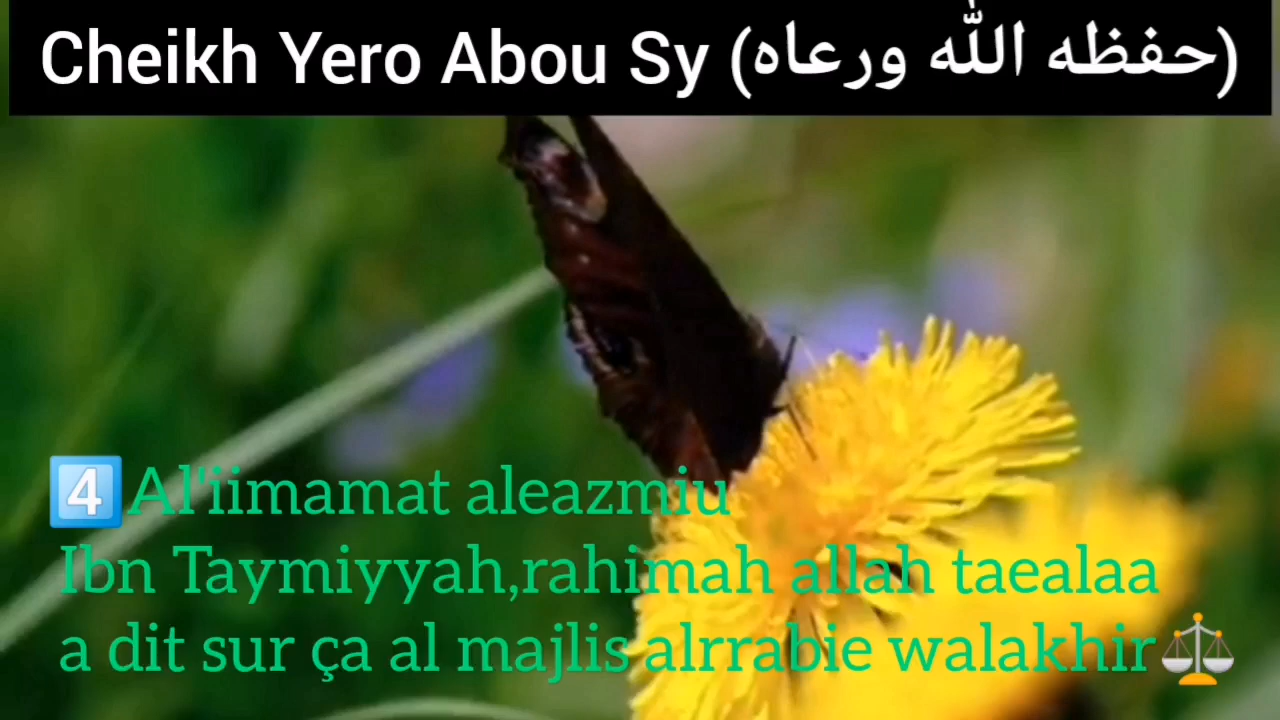 Cheikh Yero Abou Sy (حفظه الله ورعاه)
4️⃣Al'iimamat aleazmiu
Ibn Taymiyyah,rahimah allah taealaa
a dit sur ça al majlis alrrabie walakhir⚖️